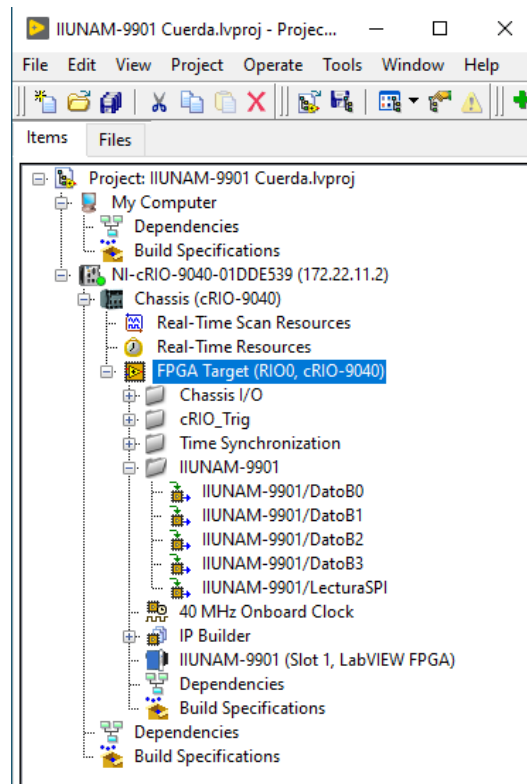 IIUNAM-9901 Cuerda.lvproj - Projec...
File Edit View Project Operate Tools Window Help
Items Files
Project: IIUNAM-9901 Cuerda.lvproj
My Computer
Dependencies
Build Specifications
NI-cRIO-9040-01DDE539 (172.22.11.2)
Chassis (cRIO-9040)
Real-Time Scan Resources
Real-Time Resources
FPGA Target (RIO0, cRIO-9040)
Chassis I/O
cRIO_Trig
Time Synchronization
IIUNAM-9901
IIUNAM-9901/DatoB0
IIUNAM-9901/DatoB1
IIUNAM-9901/DatoB2
IIUNAM-9901/DatoB3
IIUNAM-9901/LecturaSPI
40 MHz Onboard Clock
IP Builder
IIUNAM-9901 (Slot 1, LabVIEW FPGA)
Dependencies
Build Specifications
Dependencies
Build Specifications